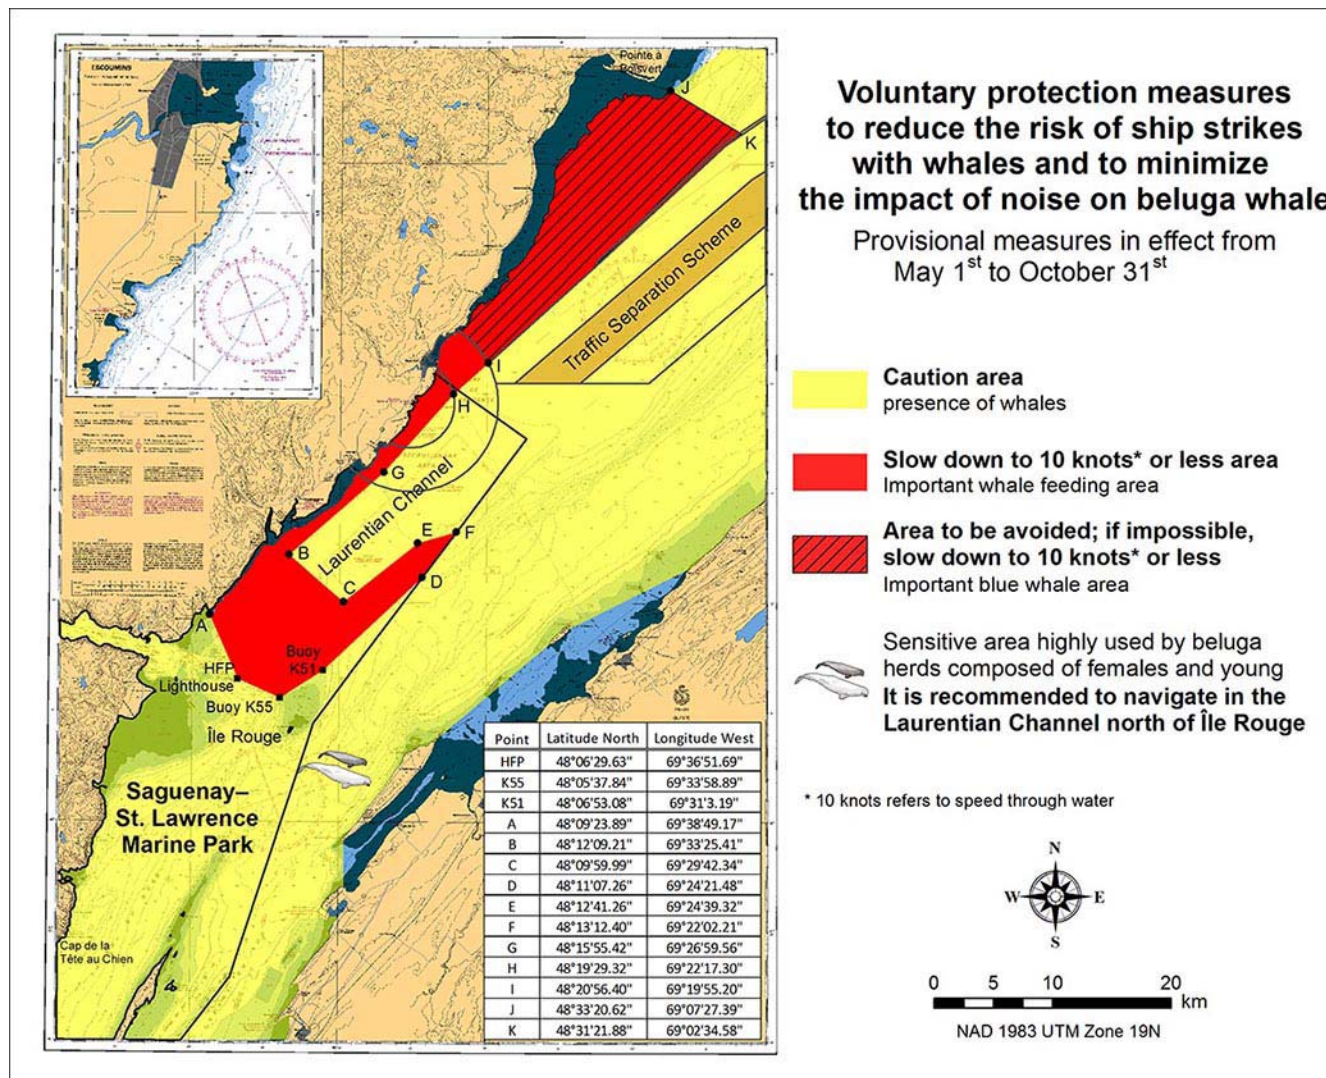 ESCOUMINS
Pointe à
Boisvert
J
K
Traffic Separation Scheme
I
H
G
Laurentian Channel
E
F
B
D
C
A
Buoy
K51
HFP
Lighthouse
Buoy K55
Île Rouge
Saguenay–
St. Lawrence
Marine Park
Cap de la
Tête au Chien
Point Latitude North Longitude West
HFP 48°06'29.63" 69°36'51.69"
K55 48°05'37.84" 69°33'58.89"
K51 48°06'53.08" 69°31'3.19"
A 48°09'23.89" 69°38'49.17"
B 48°12'09.21" 69°33'25.41"
C 48°09'59.99" 69°29'42.34"
D 48°11'07.26" 69°24'21.48"
E 48°12'41.26" 69°24'39.32"
F 48°13'12.40" 69°22'02.21"
G 48°15'55.42" 69°26'59.56"
H 48°19'29.32" 69°22'17.30"
I 48°20'56.40" 69°19'55.20"
J 48°33'20.62" 69°07'27.39"
K 48°31'21.88" 69°02'34.58"
Voluntary protection measures
to reduce the risk of ship strikes
with whales and to minimize
the impact of noise on beluga whale
Provisional measures in effect from
May 1st to October 31st
Caution area
presence of whales
Slow down to 10 knots* or less area
Important whale feeding area
Area to be avoided; if impossible,
slow down to 10 knots* or less
Important blue whale area
Sensitive area highly used by beluga
herds composed of females and young
It is recommended to navigate in the
Laurentian Channel north of Île Rouge
* 10 knots refers to speed through water
N
W E
S
0 5 10 20
km
NAD 1983 UTM Zone 19N